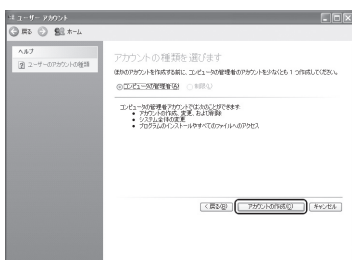 ユーザー アカウント
戻る ホーム
ヘルプ
ユーザーのアカウントの種類
アカウントの種類を選びます
ほかのアカウントを作成する前に、コンピュータの管理者のアカウントを少なくとも 1 つ作成してください。
コンピュータの管理者(A) 制限(L)
コンピュータの管理者アカウントでは次のことができます:
• アカウントの作成、変更、および削除
• システム全体の変更
• プログラムのインストールやすべてのファイルへのアクセス
< 戻る(B) アカウントの作成(C) キャンセル